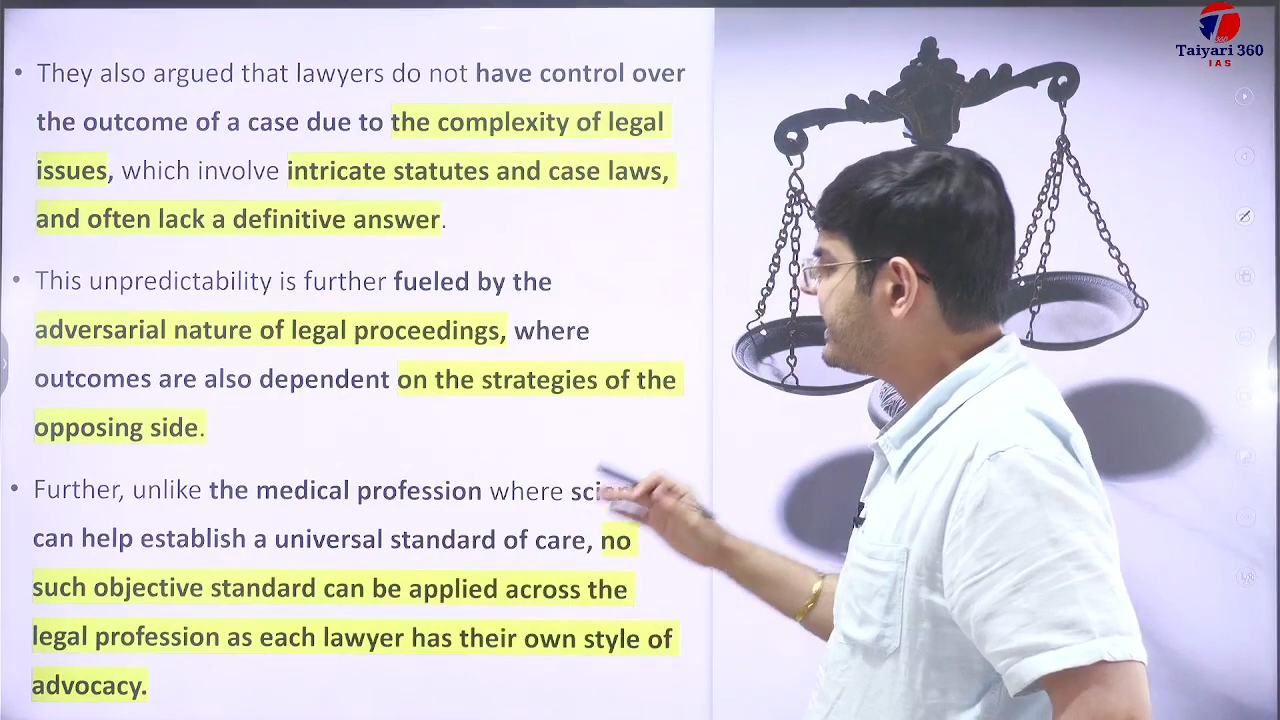 Taiyari 360
IAS
• They also argued that lawyers do not have control over
the outcome of a case due to the complexity of legal
issues, which involve intricate statutes and case laws,
and often lack a definitive answer.
• This unpredictability is further fueled by the
adversarial nature of legal proceedings, where
outcomes are also dependent on the strategies of the
opposing side.
• Further, unlike the medical profession where
can help establish a universal standard of care, no
such objective standard can be applied across the
legal profession as each lawyer has their own style of
advocacy.